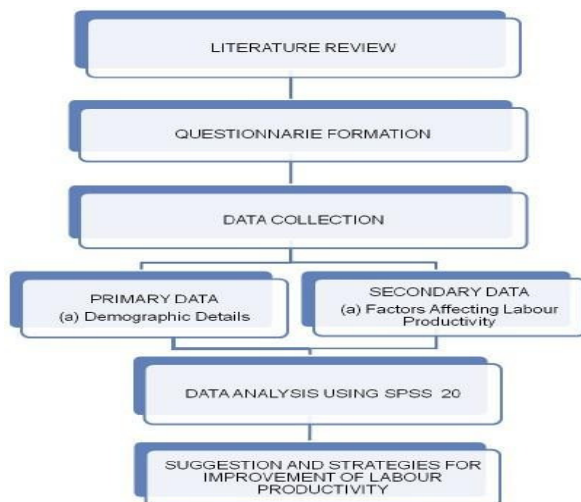 LITERATURE REVIEW
QUESTIONNARIE FORMATION
DATA COLLECTION
PRIMARY DATA
(a) Demographic Details
SECONDARY DATA
(a) Factors Affecting Labour
Productivity
DATA ANALYSIS USING SPSS 20
SUGGESTION AND STRATEGIES FOR
IMPROVEMENT OF LABOUR
PRODUCTIVITY